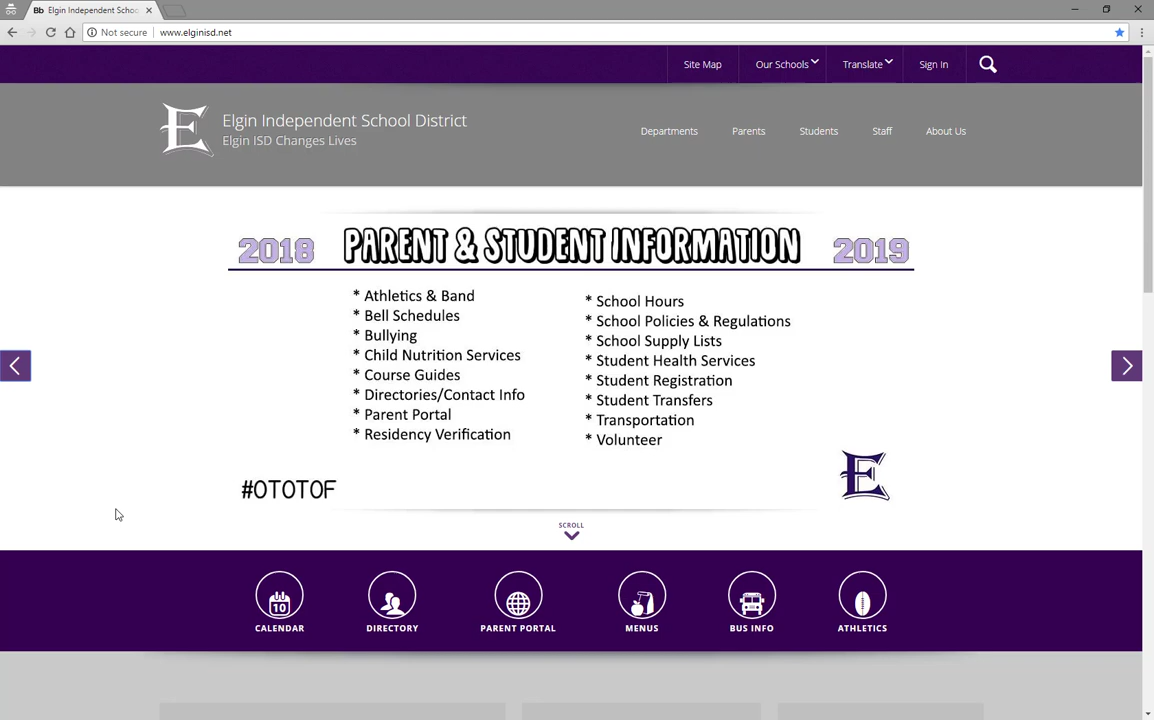 Bb Elgin Independent Schoo
Not secure www.elginisd.net
Site Map Our Schools Translate Sign In
E Elgin Independent School District
Elgin ISD Changes Lives
Departments Parents Students Staff About Us
2018 PARENT & STUDENT INFORMATION 2019
* Athletics & Band
* Bell Schedules
* Bullying
* Child Nutrition Services
* Course Guides
* Directories/Contact Info
* Parent Portal
* Residency Verification
* School Hours
* School Policies & Regulations
* School Supply Lists
* Student Health Services
* Student Registration
* Student Transfers
* Transportation
* Volunteer
#OTOTOF
E
SCROLL
10
CALENDAR DIRECTORY PARENT PORTAL MENUS BUS INFO ATHLETICS